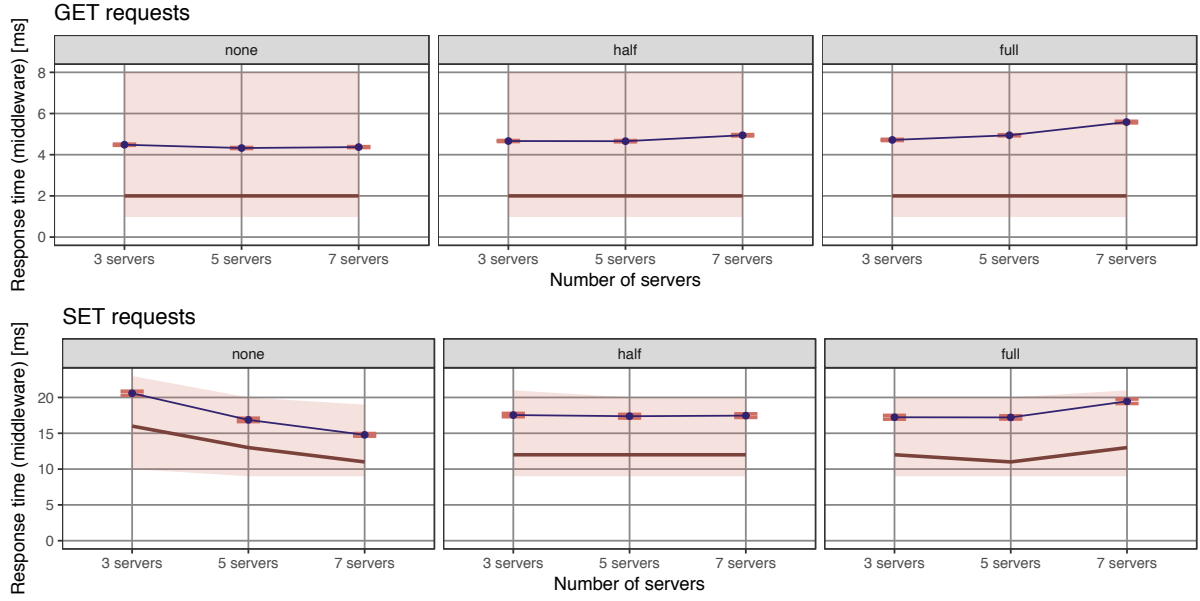 GET requests
Response time (middleware) [ms]
none
half
full
8
6
4
2
0
3 servers
5 servers
7 servers
3 servers
5 servers
7 servers
3 servers
5 servers
7 servers
Number of servers
SET requests
Response time (middleware) [ms]
none
half
full
20
15
10
5
0
3 servers
5 servers
7 servers
3 servers
5 servers
7 servers
3 servers
5 servers
7 servers
Number of servers